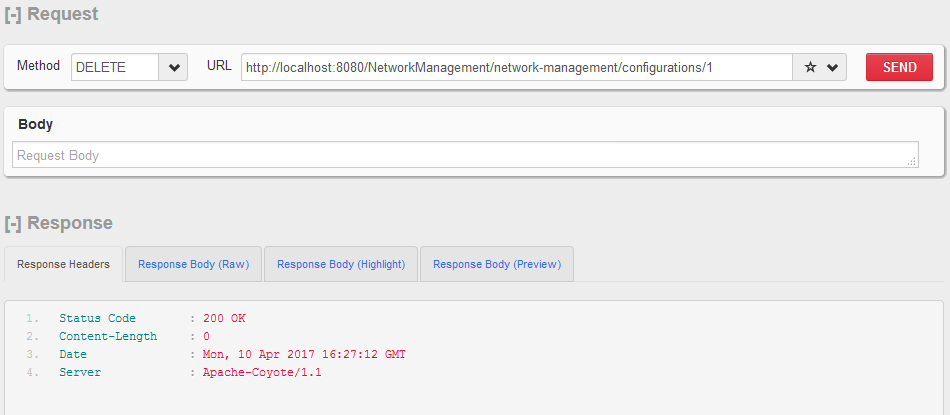 [-] Request
Method DELETE URL http://localhost:8080/NetworkManagement/network-management/configurations/1 SEND
Body
Request Body
[-] Response
Response Headers Response Body (Raw) Response Body (Highlight) Response Body (Preview)
1. Status Code : 200 OK
2. Content-Length : 0
3. Date : Mon, 10 Apr 2017 16:27:12 GMT
4. Server : Apache-Coyote/1.1